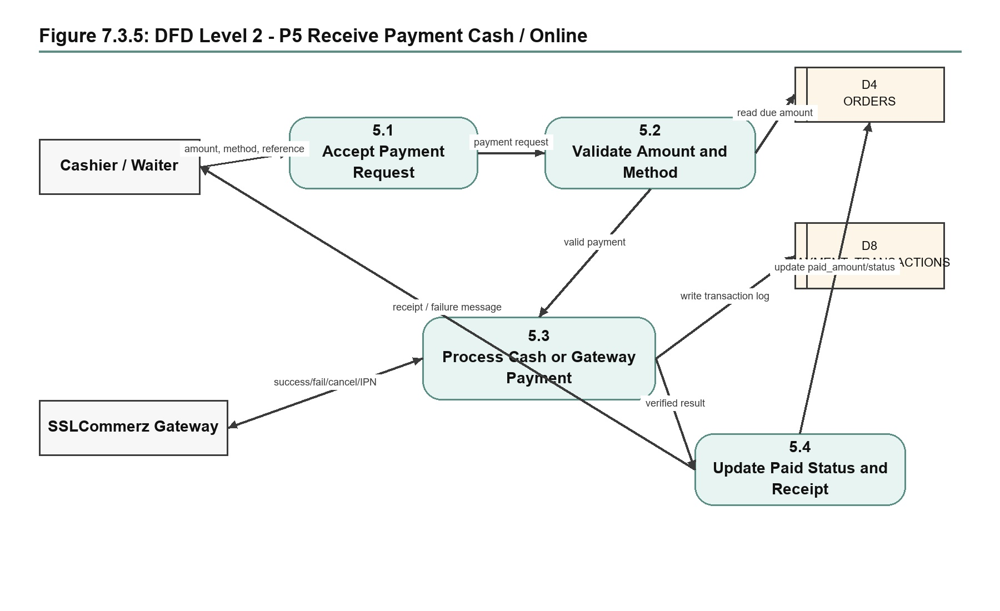 Figure 7.3.5: DFD Level 2 - P5 Receive Payment Cash / Online
D4
ORDERS
read due amount
5.1
Accept Payment
Request
payment request
5.2
Validate Amount and
Method
amount, method, reference
Cashier / Waiter
valid payment
D8
TRANSACTIONS
update paid_amount/status
write transaction log
receipt / failure message
5.3
Process Cash or Gateway
Payment
success/fail/cancel/IPN
verified result
SSLCommerz Gateway
5.4
Update Paid Status and
Receipt